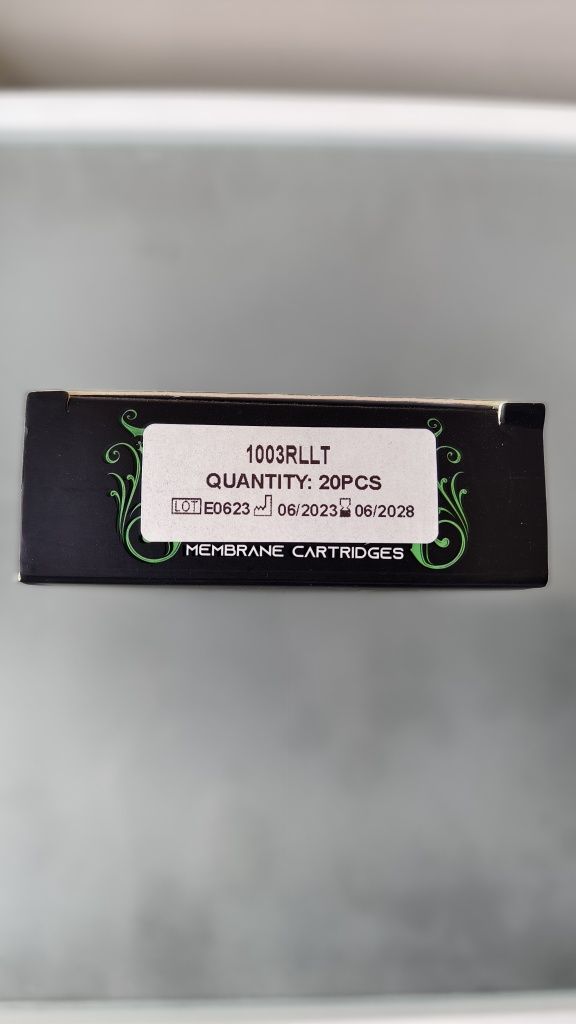 1003RLLT
QUANTITY: 20PCS
LOT E0623 06/2023 06/2028
MEMBRANE CARTRIDGES